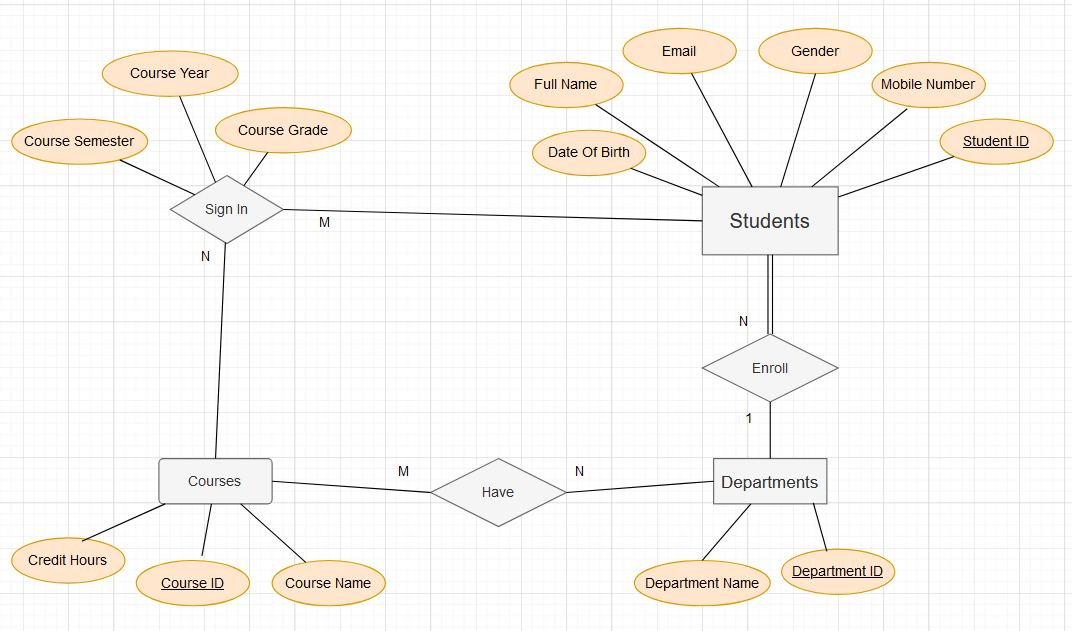 Email
Gender
Course Year
Full Name
Mobile Number
Course Grade
Course Semester
Date Of Birth
Student ID
Sign In
M
Students
N
N
Enroll
1
M
N
Courses
Have
Departments
Credit Hours
Course ID
Course Name
Department Name
Department ID